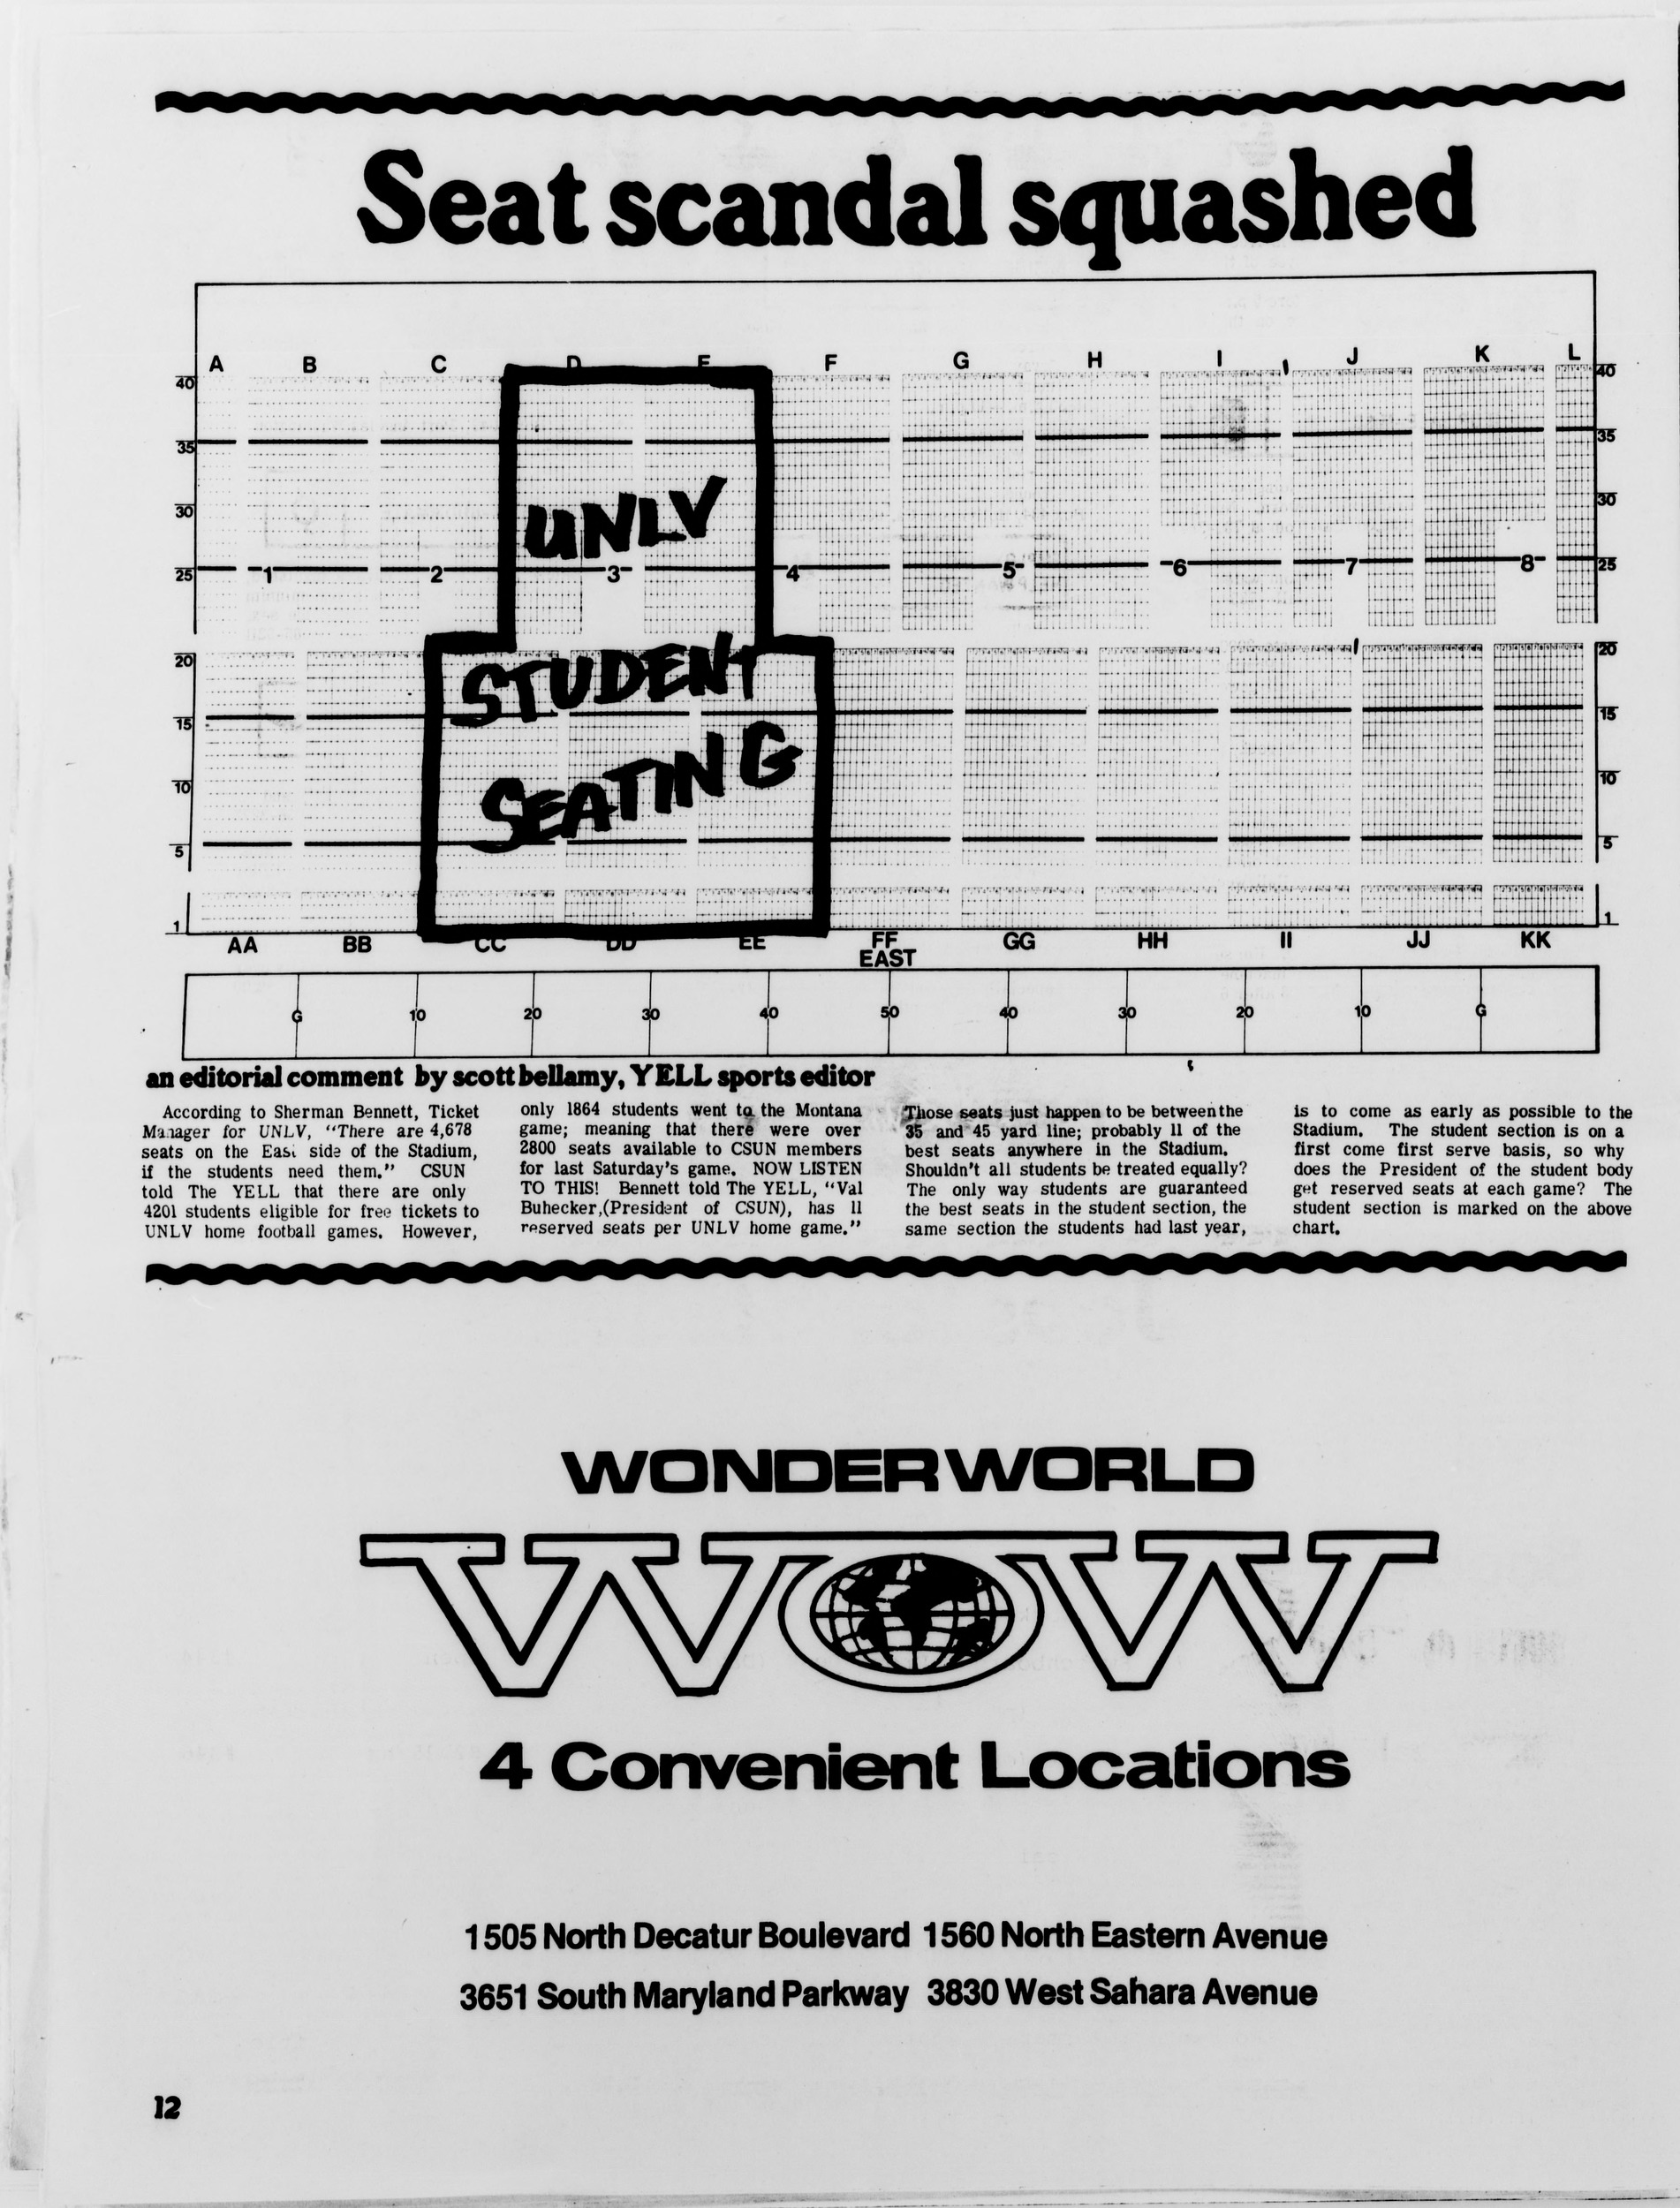 Seat scandal squashed
A B C D E F G H I J K L
40 40
35 35
UNLV
30 30
25 1 2 3 4 5 6 7 8 25
STUDENT
20 20
15 15
SEATING
10 10
5 5
1 1
AA BB CC DD EE FF GG HH II JJ KK
EAST
G 10 20 30 40 50 40 30 20 10 G
an editorial comment by scott bellamy, YELL sports editor
According to Sherman Bennett, Ticket
Manager for UNLV, “There are 4,678
seats on the East side of the Stadium,
if the students need them.” CSUN
told The YELL that there are only
4201 students eligible for free tickets to
UNLV home football games. However,
only 1864 students went to the Montana
game; meaning that there were over
2800 seats available to CSUN members
for last Saturday's game. NOW LISTEN
TO THIS! Bennett told The YELL, “Val
Buhecker,(President of CSUN), has 11
reserved seats per UNLV home game.”
Those seats just happen to be between the
35 and 45 yard line; probably 11 of the
best seats anywhere in the Stadium.
Shouldn't all students be treated equally?
The only way students are guaranteed
the best seats in the student section, the
same section the students had last year,
is to come as early as possible to the
Stadium. The student section is on a
first come first serve basis, so why
does the President of the student body
get reserved seats at each game? The
student section is marked on the above
chart.
WONDERWORLD
WOW
4 Convenient Locations
1505 North Decatur Boulevard 1560 North Eastern Avenue
3651 South Maryland Parkway 3830 West Sahara Avenue
12